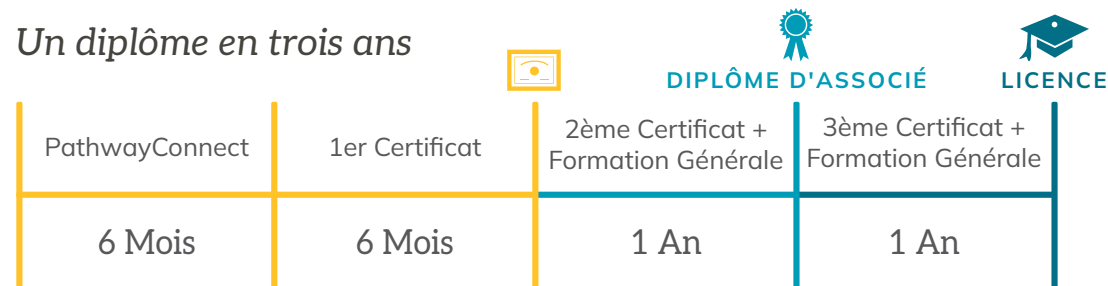 Un diplôme en trois ans
DIPLÔME D'ASSOCIÉ
LICENCE
PathwayConnect
1er Certificat
2ème Certificat +
Formation Générale
3ème Certificat +
Formation Générale
6 Mois
6 Mois
1 An
1 An